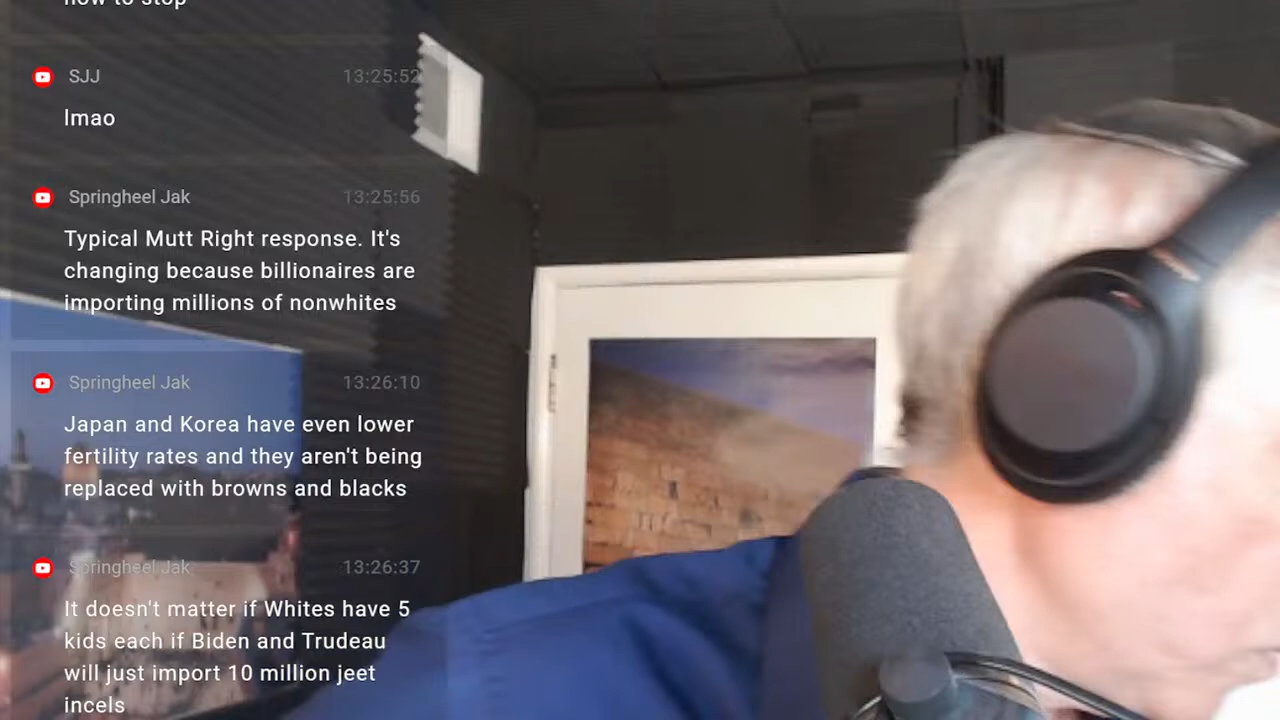 how to stop
SJJ 13:25:52
lmao
Springheel Jak 13:25:56
Typical Mutt Right response. It's
changing because billionaires are
importing millions of nonwhites
Springheel Jak 13:26:10
Japan and Korea have even lower
fertility rates and they aren't being
replaced with browns and blacks
Springheel Jak 13:26:37
It doesn't matter if Whites have 5
kids each if Biden and Trudeau
will just import 10 million jeet
incels